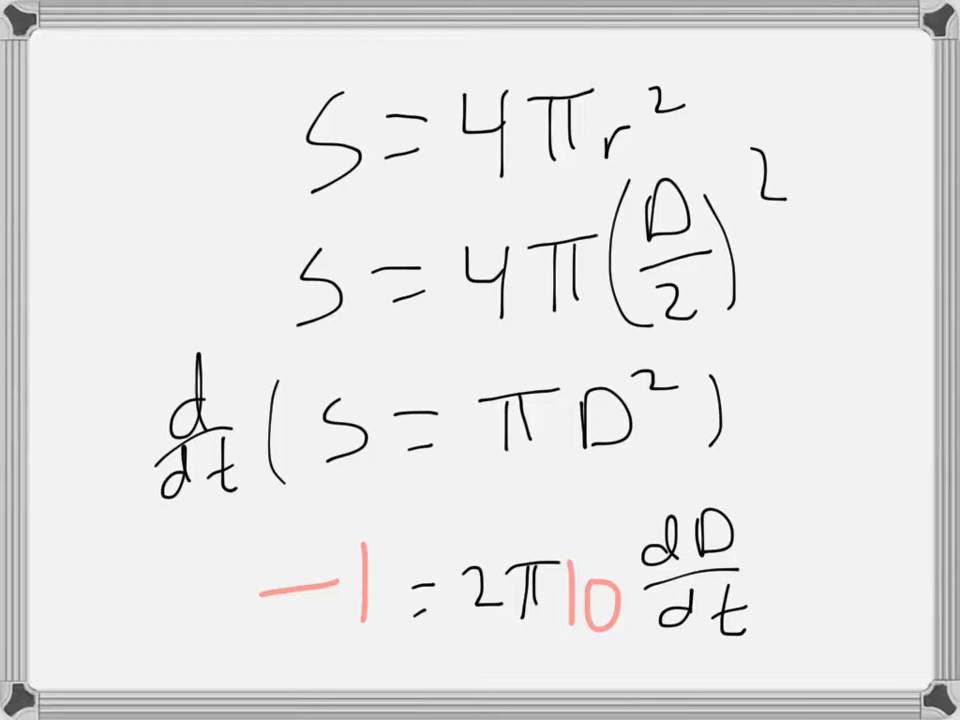 S = 4πr²
S = 4π(D/2)²
d/dt (S = πD²)
-1 = 2π10 dD/dt